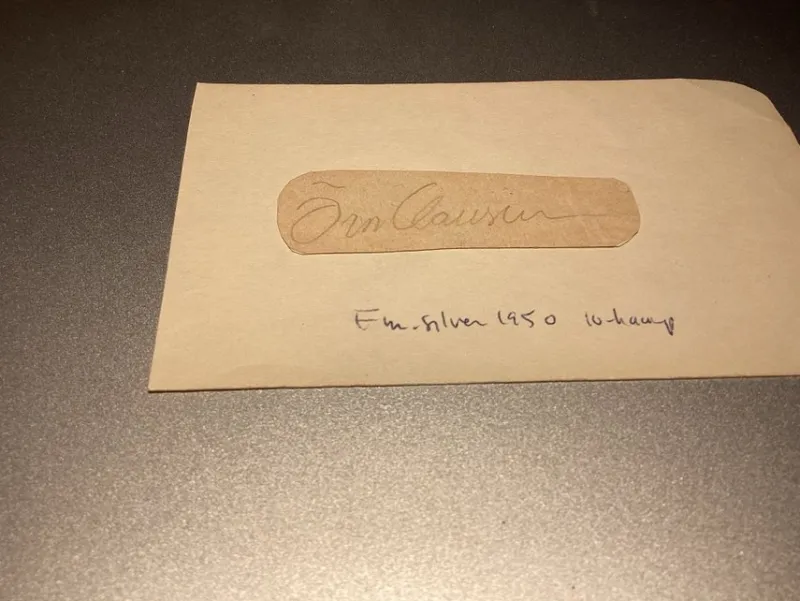 Örn Clausen
Em. silver 1950 10-kamp